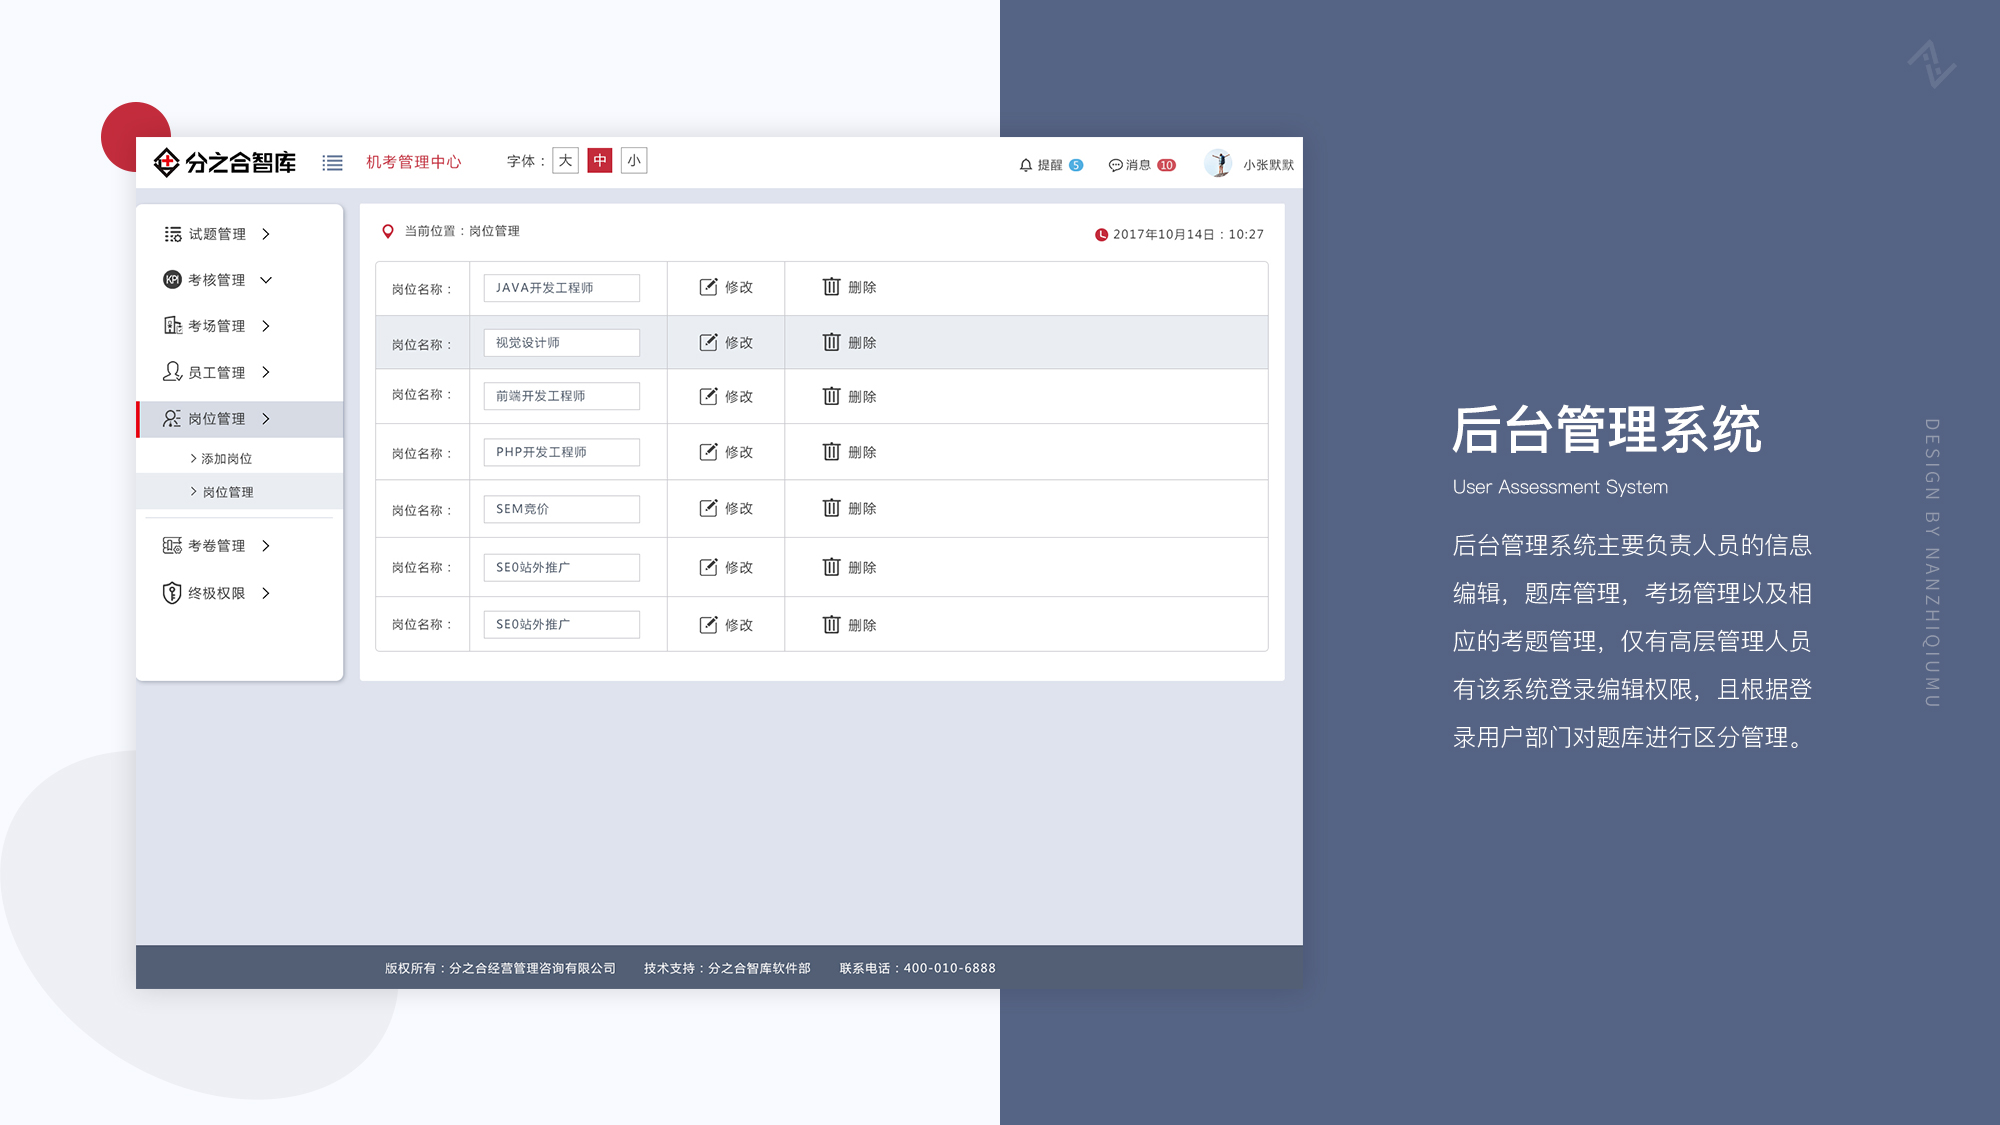 分之合智库
机考管理中心
字体：大 中 小
提醒 5
消息 10
小张默默
试题管理
KPI 考核管理
考场管理
员工管理
岗位管理
添加岗位
岗位管理
考卷管理
终极权限
当前位置：岗位管理
2017年10月14日：10:27
岗位名称： JAVA开发工程师 修改 删除
岗位名称： 视觉设计师 修改 删除
岗位名称： 前端开发工程师 修改 删除
岗位名称： PHP开发工程师 修改 删除
岗位名称： SEM竞价 修改 删除
岗位名称： SEO站外推广 修改 删除
岗位名称： SEO站外推广 修改 删除
版权所有：分之合经营管理咨询有限公司 技术支持：分之合智库软件部 联系电话：400-010-6888
后台管理系统
User Assessment System
后台管理系统主要负责人员的信息
编辑，题库管理，考场管理以及相
应的考题管理，仅有高层管理人员
有该系统登录编辑权限，且根据登
录用户部门对题库进行区分管理。
DESIGN BY NANZHIQIUMU